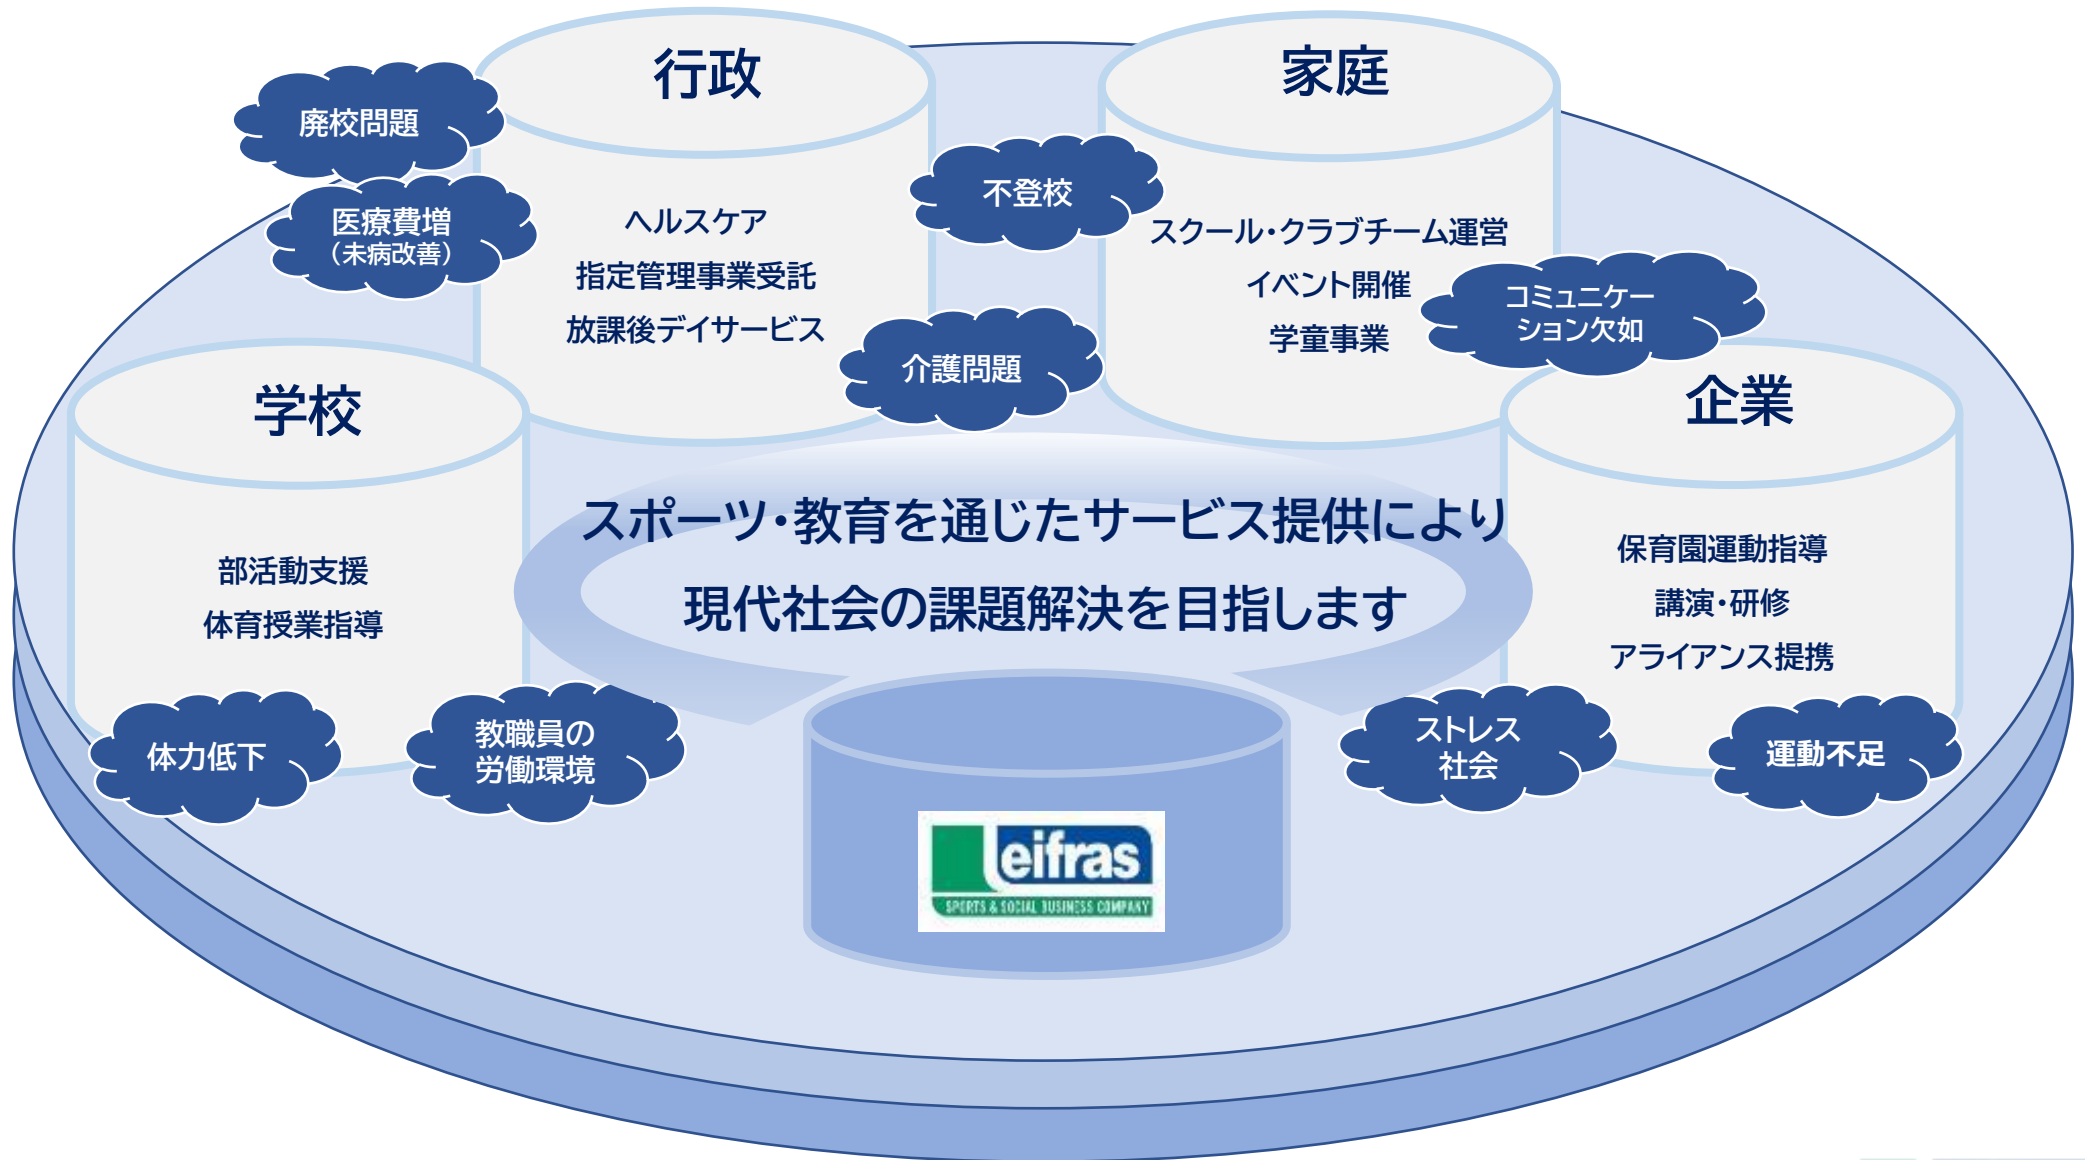 行政
家庭
廃校問題
医療費増
（未病改善）
不登校
ヘルスケア
指定管理事業受託
放課後デイサービス
スクール・クラブチーム運営
イベント開催
学童事業
コミュニケー
ション欠如
介護問題
学校
企業
部活動支援
体育授業指導
スポーツ・教育を通じたサービス提供により
現代社会の課題解決を目指します
保育園運動指導
講演・研修
アライアンス提携
体力低下
教職員の
労働環境
ストレス
社会
運動不足
Leifras
SPORTS & SOCIAL BUSINESS COMPANY